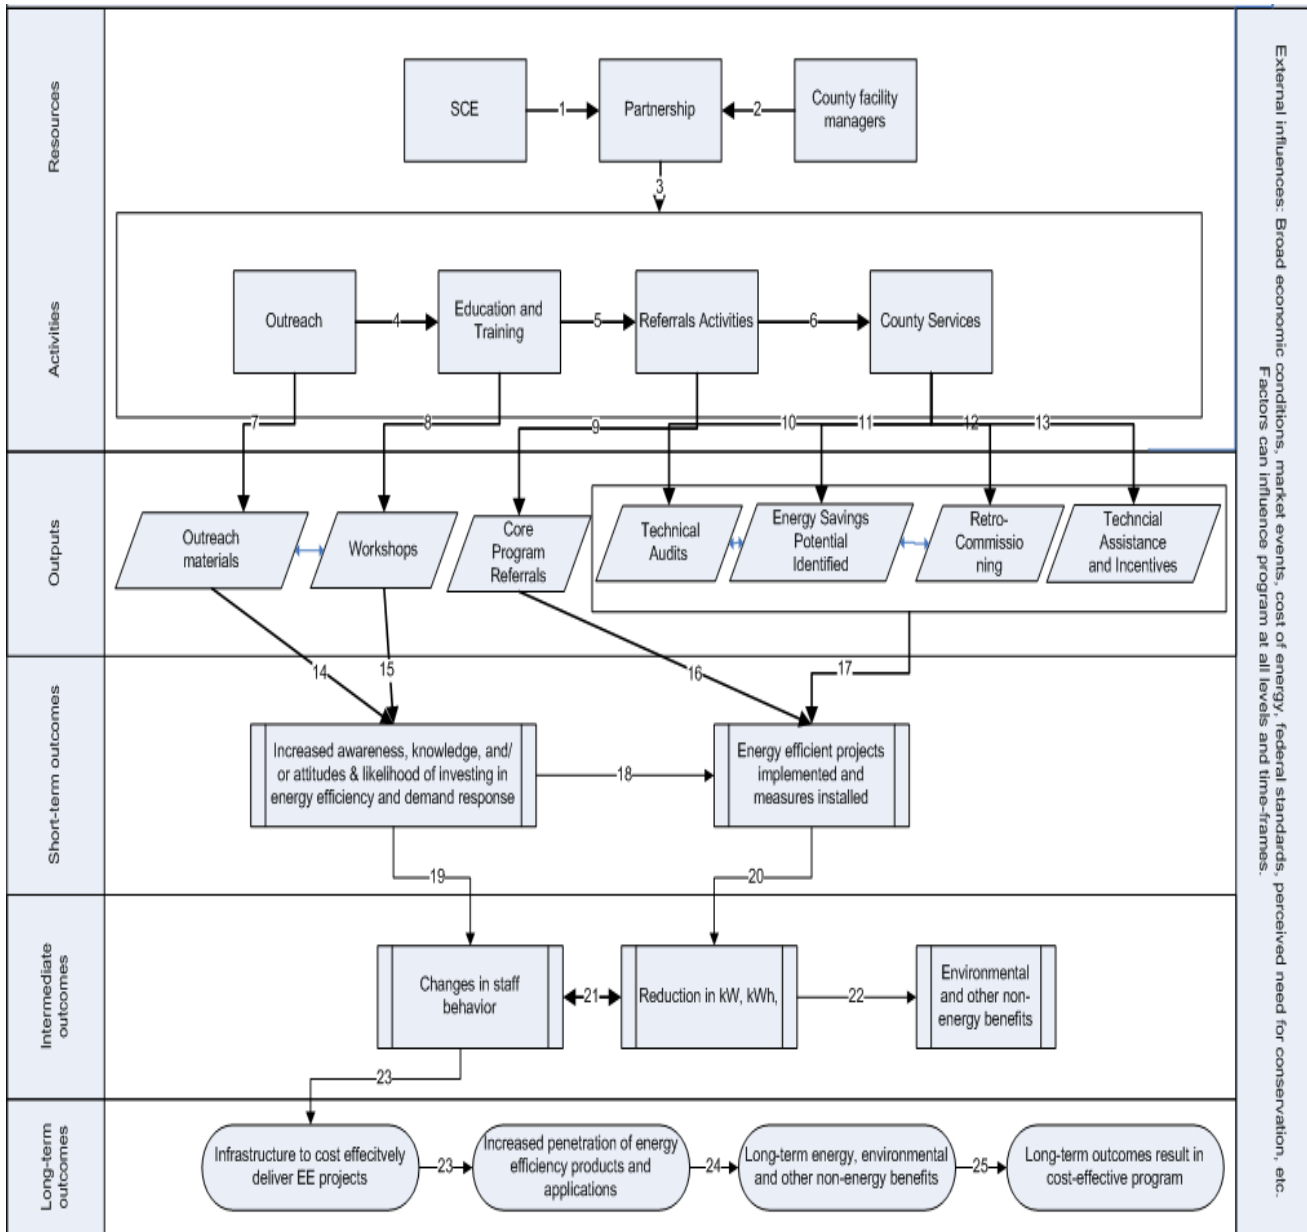 Resources
SCE
1
Partnership
2
County facility
managers
3
Activities
Outreach
4
Education and
Training
5
Referrals Activities
6
County Services
7
8
9
10
11
12
13
Outputs
Outreach
materials
Workshops
Core
Program
Referrals
Technical
Audits
Energy Savings
Potential
Identified
Retro-
Commissio
ning
Techncial
Assistance
and Incentives
14
15
16
17
Short-term outcomes
Increased awareness, knowledge, and/
or attitudes & likelihood of investing in
energy efficiency and demand response
18
Energy efficient projects
implemented and
measures installed
19
20
Intermediate
outcomes
Changes in staff
behavior
21
Reduction in kW, kWh,
22
Environmental
and other non-
energy benefits
23
Long-term
outcomes
Infrastructure to cost effecitvely
deliver EE projects
23
Increased penetration of energy
efficiency products and
applications
24
Long-term energy, environmental
and other non-energy benefits
25
Long-term outcomes result in
cost-effective program
External influences: Broad economic conditions, market events, cost of energy, federal standards, perceived need for conservation, etc.
Factors can influence program at all levels and time-frames.